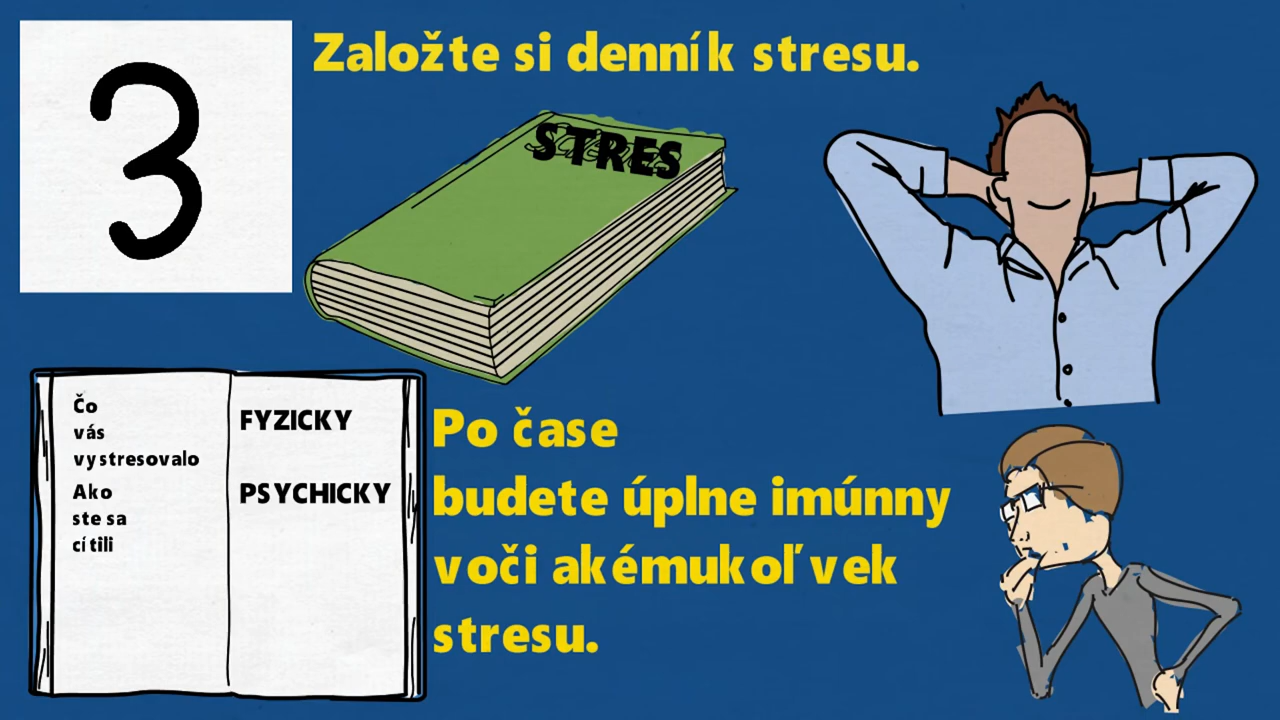 3
Založte si denník stresu.
STRES
Čo
vás
vystresovalo
Ako
ste sa
cítili
FYZICKY
PSYCHICKY
Po čase
budete úplne imúnny
voči akémukoľvek
stresu.